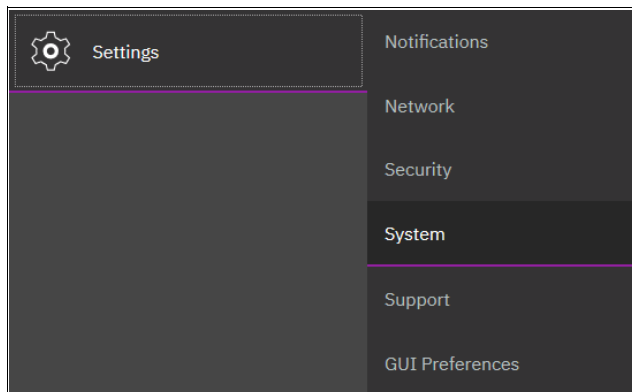 Settings
Notifications
Network
Security
System
Support
GUI Preferences